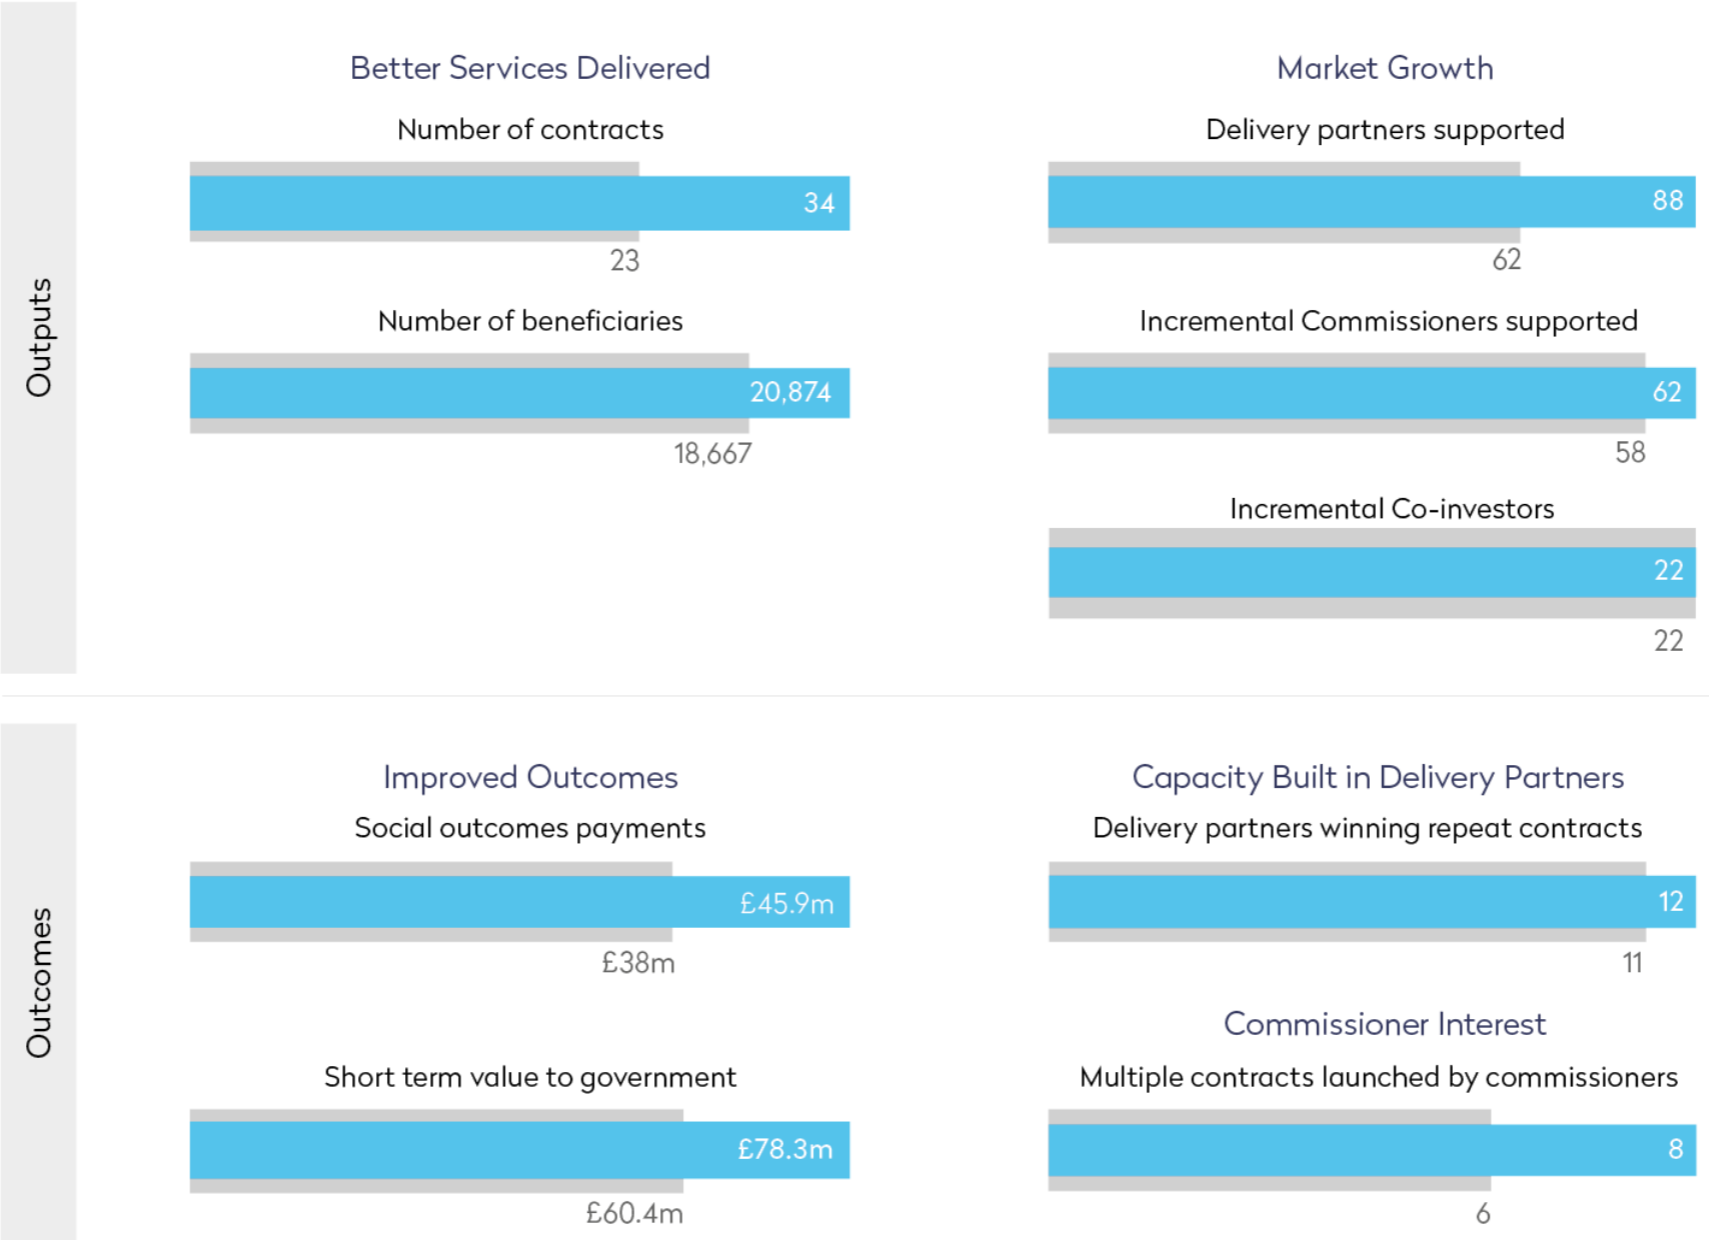 Outputs
Better Services Delivered
Number of contracts
34
23
Number of beneficiaries
20,874
18,667
Market Growth
Delivery partners supported
88
62
Incremental Commissioners supported
62
58
Incremental Co-investors
22
22
Outcomes
Improved Outcomes
Social outcomes payments
£45.9m
£38m
Short term value to government
£78.3m
£60.4m
Capacity Built in Delivery Partners
Delivery partners winning repeat contracts
12
11
Commissioner Interest
Multiple contracts launched by commissioners
8
6